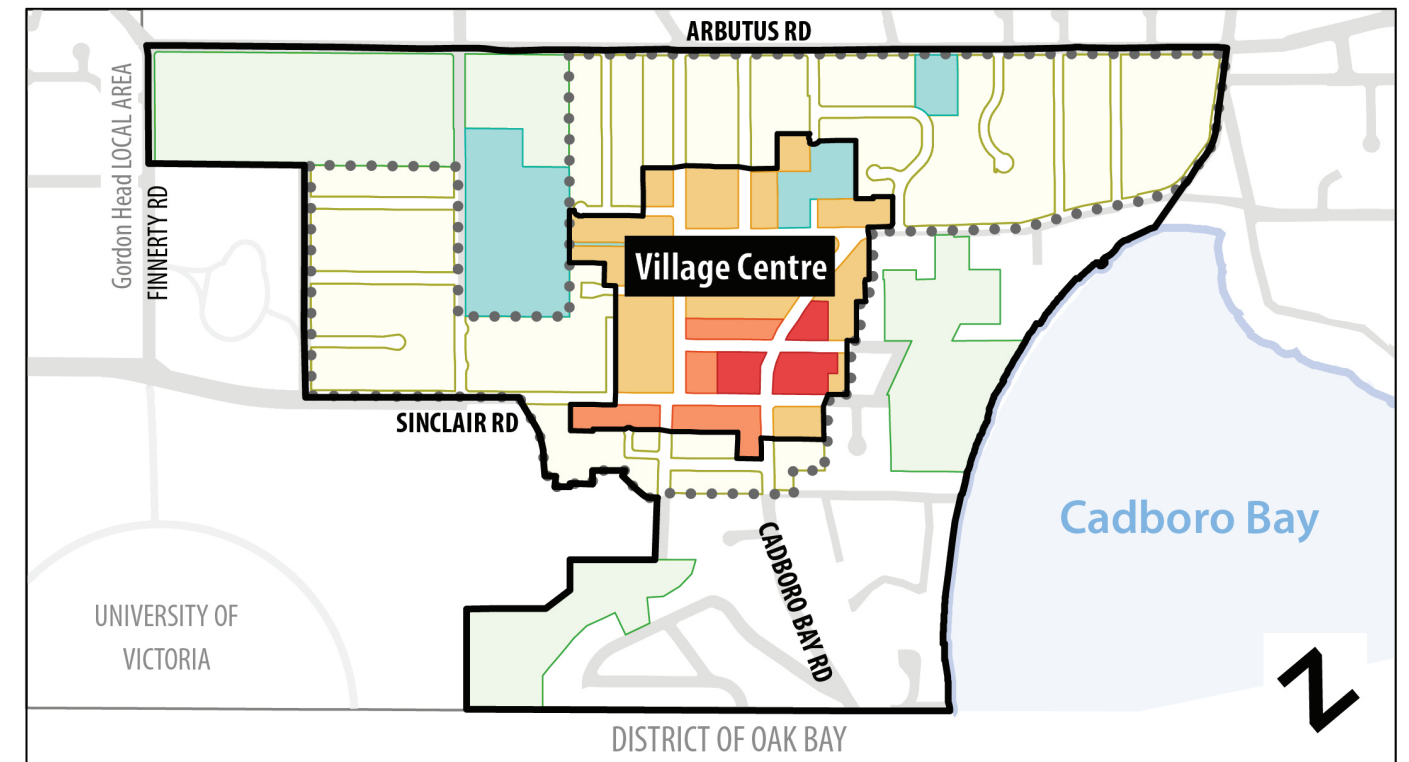 ARBUTUS RD
Gordon Head LOCAL AREA
FINNERTY RD
Village Centre
SINCLAIR RD
Cadboro Bay
CADBORO BAY RD
UNIVERSITY OF
VICTORIA
DISTRICT OF OAK BAY
N